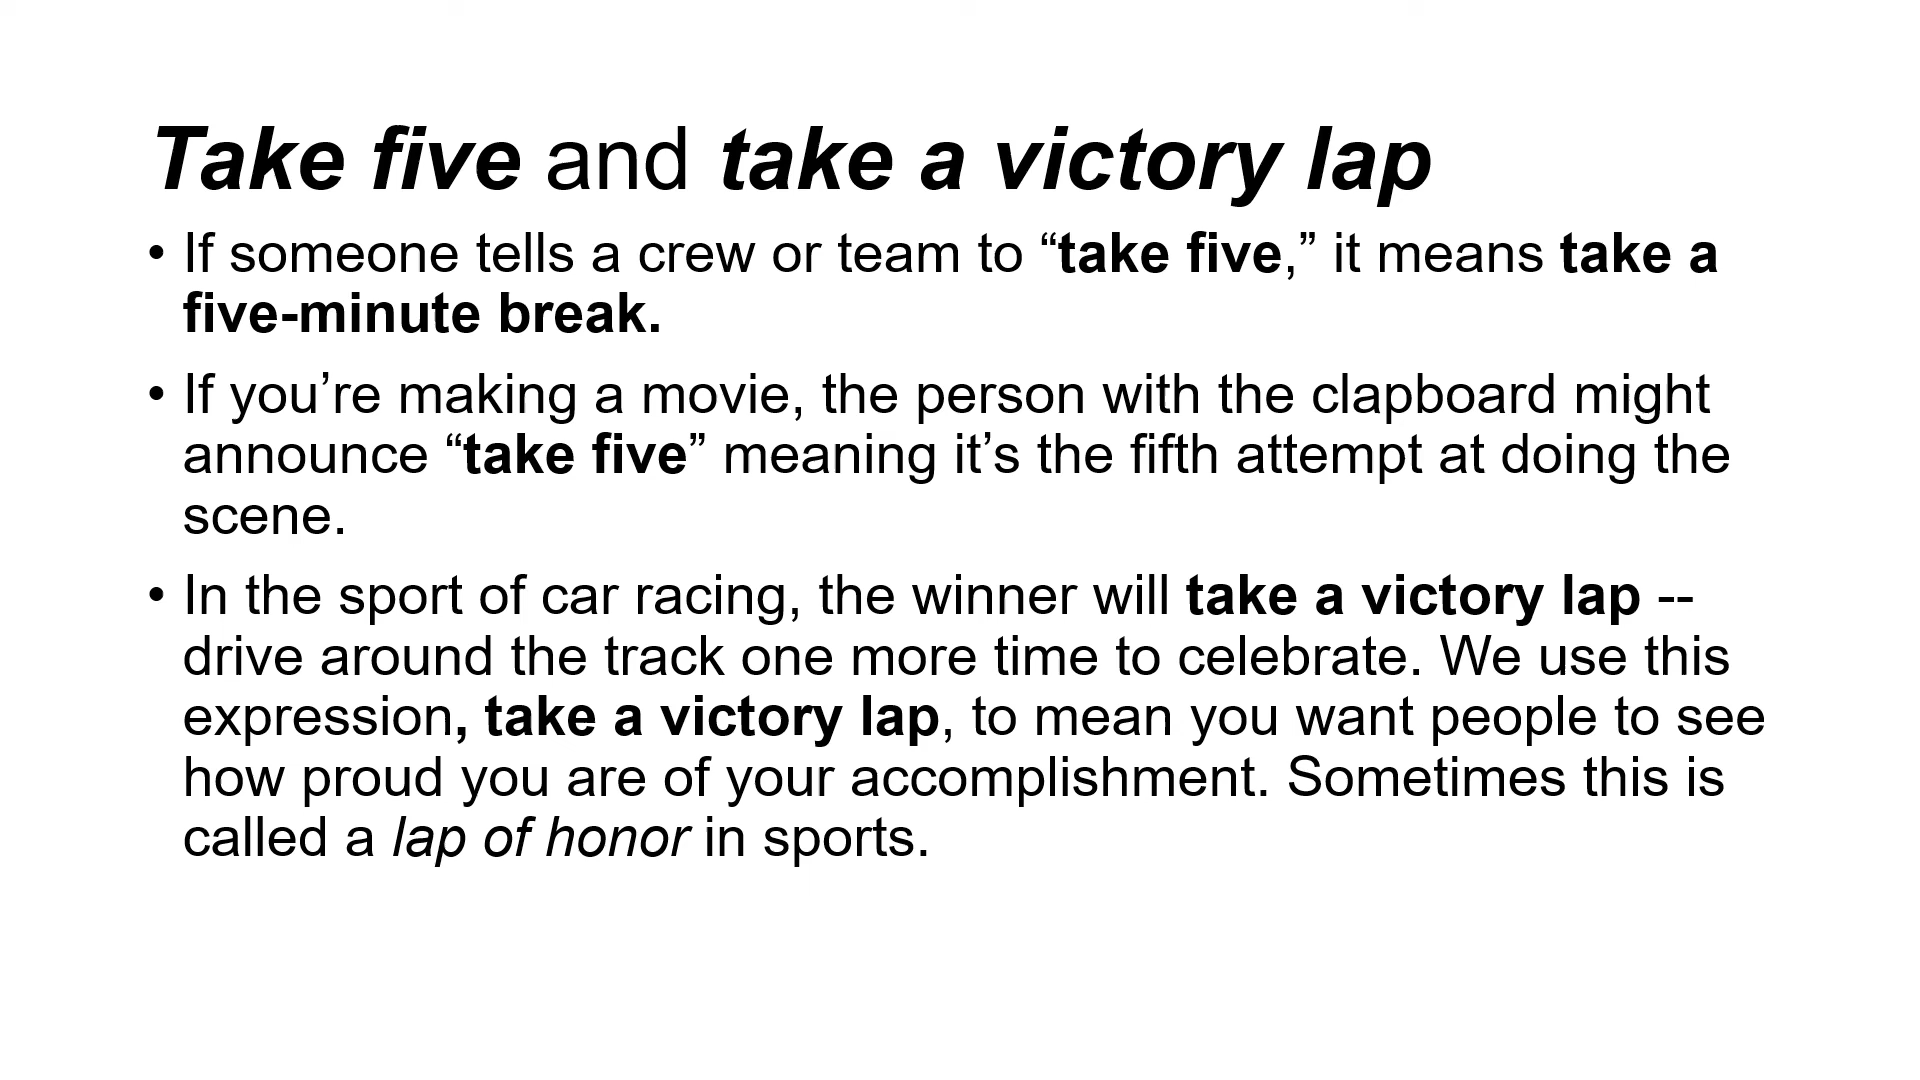 Take five and take a victory lap
• If someone tells a crew or team to “take five,” it means take a
five-minute break.
• If you’re making a movie, the person with the clapboard might
announce “take five” meaning it’s the fifth attempt at doing the
scene.
• In the sport of car racing, the winner will take a victory lap --
drive around the track one more time to celebrate. We use this
expression, take a victory lap, to mean you want people to see
how proud you are of your accomplishment. Sometimes this is
called a lap of honor in sports.